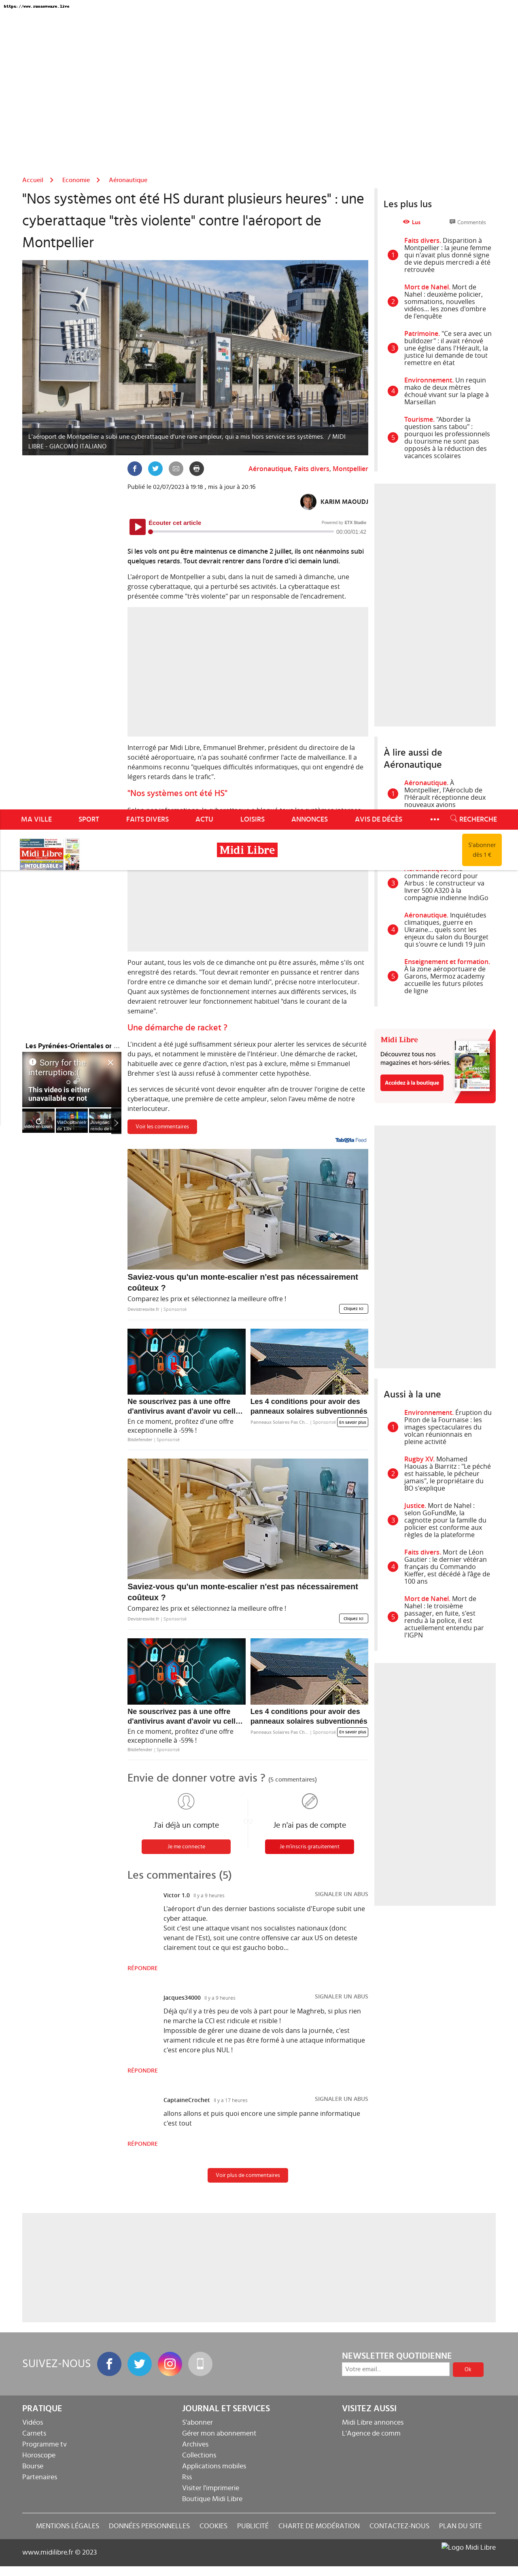 https://www.ransomware.live
Accueil > Economie > Aéronautique
"Nos systèmes ont été HS durant plusieurs heures" : une
cyberattaque "très violente" contre l'aéroport de
Montpellier
AÉROPORT
L'aéroport de Montpellier a subi une cyberattaque d'une rare ampleur, qui a mis hors service ses systèmes. / MIDI
LIBRE - GIACOMO ITALIANO
Aéronautique, Faits divers, Montpellier
Publié le 02/07/2023 à 19:18 , mis à jour à 20:16
KARIM MAOUDJ
Écouter cet article
Powered by ETX Studio
00:00/01:42
Si les vols ont pu être maintenus ce dimanche 2 juillet, ils ont néanmoins subi
quelques retards. Tout devrait rentrer dans l'ordre d'ici demain lundi.
L'aéroport de Montpellier a subi, dans la nuit de samedi à dimanche, une
grosse cyberattaque, qui a perturbé ses activités. La cyberattaque est
présentée comme "très violente" par un responsable de l'encadrement.
Interrogé par Midi Libre, Emmanuel Brehmer, président du directoire de la
société aéroportuaire, n'a pas souhaité confirmer l'acte de malveillance. Il a
néanmoins reconnu "quelques difficultés informatiques, qui ont engendré de
légers retards dans le trafic".
"Nos systèmes ont été HS"
MA VILLE
SPORT
FAITS DIVERS
ACTU
LOISIRS
ANNONCES
AVIS DE DÉCÈS
•••
RECHERCHE
Midi Libre
INTOLÉRABLE
Midi Libre
S'abonner
dès 1 €
Pour autant, tous les vols de ce dimanche ont pu être assurés, même s'ils ont
enregistré des retards. "Tout devrait remonter en puissance et rentrer dans
l'ordre entre ce dimanche soir et demain lundi", précise notre interlocuteur.
Quant aux systèmes de fonctionnement internes aux différents services, ils
devraient retrouver leur fonctionnement habituel "dans le courant de la
semaine".
Une démarche de racket ?
L'incident a été jugé suffisamment sérieux pour alerter les services de sécurité
du pays, et notamment le ministère de l'Intérieur. Une démarche de racket,
habituelle avec ce genre d'action, n'est pas à exclure, même si Emmanuel
Brehmer s'est là aussi refusé à commenter cette hypothèse.
Les services de sécurité vont devoir enquêter afin de trouver l'origine de cette
cyberattaque, une première de cette ampleur, selon l'aveu même de notre
interlocuteur.
Voir les commentaires
Les Pyrénées-Orientales or ...
Sorry for the
interruption.
This video is either
unavailable or not
Taboola Feed
Saviez-vous qu'un monte-escalier n'est pas nécessairement
coûteux ?
Comparez les prix et sélectionnez la meilleure offre !
Devisresonte.fr | Sponsorisé
Cliquez ici
Ne souscrivez pas à une offre
d'antivirus avant d'avoir vu cell...
En ce moment, profitez d'une offre
exceptionnelle à -59% !
Bitdefender | Sponsorisé
Les 4 conditions pour avoir des
panneaux solaires subventionnés
Panneaux Solaires Pas Ch... | Sponsorisé
En savoir plus
Saviez-vous qu'un monte-escalier n'est pas nécessairement
coûteux ?
Comparez les prix et sélectionnez la meilleure offre !
Devisresonte.fr | Sponsorisé
Cliquez ici
Ne souscrivez pas à une offre
d'antivirus avant d'avoir vu cell...
En ce moment, profitez d'une offre
exceptionnelle à -59% !
Bitdefender | Sponsorisé
Les 4 conditions pour avoir des
panneaux solaires subventionnés
Panneaux Solaires Pas Ch... | Sponsorisé
En savoir plus
Envie de donner votre avis ? (5 commentaires)
J'ai déjà un compte
Je me connecte
Je n'ai pas de compte
Je m'inscris gratuitement
Les commentaires (5)
Victor 1.0 Il y a 9 heures
SIGNALER UN ABUS
L'aéroport d'un des dernier bastions socialiste d'Europe subit une
cyber attaque.
Soit c'est une attaque visant nos socialistes nationaux (donc
venant de l'Est), soit une contre offensive car aux US on deteste
clairement tout ce qui est gaucho bobo...
RÉPONDRE
Jacques34000 Il y a 9 heures
SIGNALER UN ABUS
Déjà qu'il y a très peu de vols à part pour le Maghreb, si plus rien
ne marche la CCI est ridicule et risible !
Impossible de gérer une dizaine de vols dans la journée, c'est
vraiment ridicule et ne pas être formé à une attaque informatique
c'est encore plus NUL !
RÉPONDRE
CaptaineCrochet Il y a 17 heures
SIGNALER UN ABUS
allons allons et puis quoi encore une simple panne informatique
c'est tout
RÉPONDRE
Voir plus de commentaires
Les plus lus
Lus
Commentés
1 Faits divers. Disparition à
Montpellier : la jeune femme
qui n'avait plus donné signe
de vie depuis mercredi a été
retrouvée
2 Mort de Nahel. Mort de
Nahel : deuxième policier,
sommations, nouvelles
vidéos... les zones d'ombre
de l'enquête
3 Patrimoine. "Ce sera avec un
bulldozer" : il avait rénové
une église dans l'Hérault, la
justice lui demande de tout
remettre en état
4 Environnement. Un requin
mako de deux mètres
échoué vivant sur la plage à
Marseillan
5 Tourisme. "Aborder la
question sans tabou" :
pourquoi les professionnels
du tourisme ne sont pas
opposés à la réduction des
vacances scolaires
À lire aussi de
Aéronautique
1 Aéronautique. À
Montpellier, l'Aéroclub de
l'Hérault réceptionne deux
nouveaux avions
3
commande record pour
Airbus : le constructeur va
livrer 500 A320 à la
compagnie indienne IndiGo
4 Aéronautique. Inquiétudes
climatiques, guerre en
Ukraine... quels sont les
enjeux du salon du Bourget
qui s'ouvre ce lundi 19 juin
5 Enseignement et formation.
À la zone aéroportuaire de
Garons, Mermoz academy
accueille les futurs pilotes
de ligne
Midi Libre
Découvrez tous nos
magazines et hors-séries.
Accédez à la boutique
art
Aussi à la une
1 Environnement. Éruption du
Piton de la Fournaise : les
images spectaculaires du
volcan réunionnais en
pleine activité
2 Rugby XV. Mohamed
Haouas à Biarritz : "Le péché
est haïssable, le pêcheur
jamais", le propriétaire du
BO s'explique
3 Justice. Mort de Nahel :
selon GoFundMe, la
cagnotte pour la famille du
policier est conforme aux
règles de la plateforme
4 Faits divers. Mort de Léon
Gautier : le dernier vétéran
français du Commando
Kieffer, est décédé à l'âge de
100 ans
5 Mort de Nahel. Mort de
Nahel : le troisième
passager, en fuite, s'est
rendu à la police, il est
actuellement entendu par
l'IGPN
SUIVEZ-NOUS
NEWSLETTER QUOTIDIENNE
Votre email...
Ok
PRATIQUE
Vidéos
Carnets
Programme tv
Horoscope
Bourse
Partenaires
JOURNAL ET SERVICES
S'abonner
Gérer mon abonnement
Archives
Collections
Applications mobiles
Rss
Visiter l'imprimerie
Boutique Midi Libre
VISITEZ AUSSI
Midi Libre annonces
L'Agence de comm
MENTIONS LÉGALES DONNÉES PERSONNELLES COOKIES PUBLICITÉ CHARTE DE MODÉRATION CONTACTEZ-NOUS PLAN DU SITE
www.midilibre.fr © 2023
Logo Midi Libre